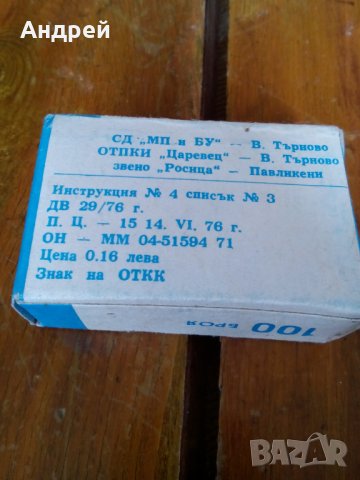 Андрей
СД „МП и БУ" — В. Търново
ОТПКИ „Царевец" — В. Търново
звено „Росица" — Павликени
Инструкция № 4 списък № 3
ДВ 29/76 г.
П. Ц. — 15 14. VI. 76 г.
ОН — ММ 04-51594 71
Цена 0.16 лева
Знак на ОТКК
100 БРОЯ
BAZAR